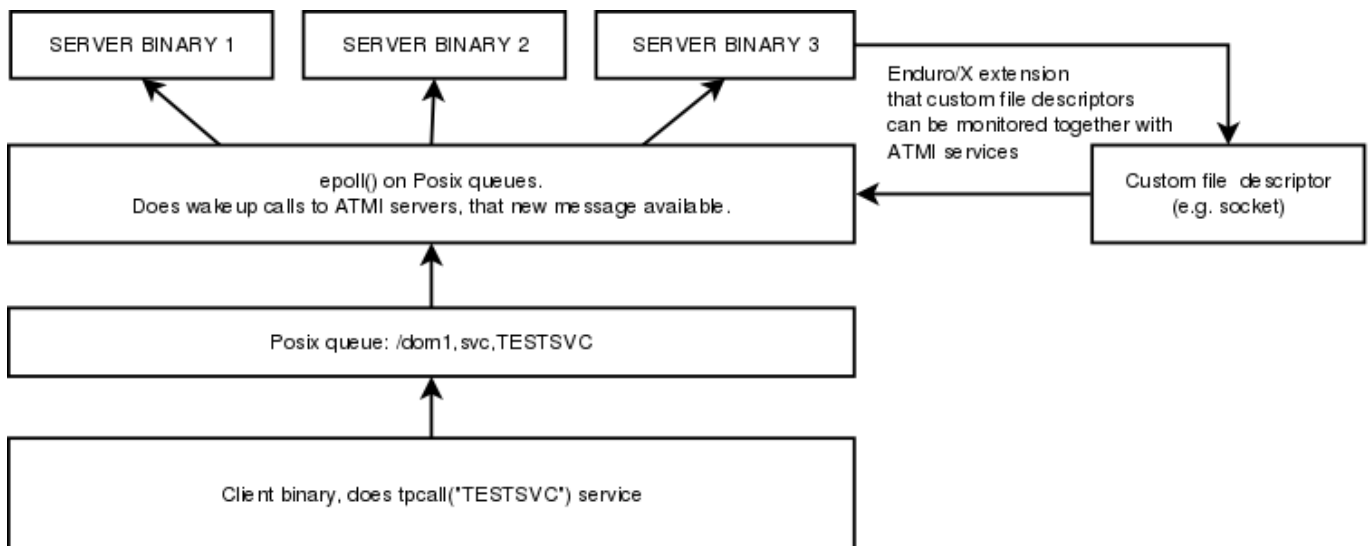 SERVER BINARY 1
SERVER BINARY 2
SERVER BINARY 3
Enduro/X extension
that custom file descriptors
can be monitored together with
ATMI services
epoll() on Posix queues.
Does wakeup calls to ATMI servers, that new message available.
Custom file descriptor
(e.g. socket)
Posix queue: /dom1,svc,TESTSVC
Client binary, does tpcall("TESTSVC") service